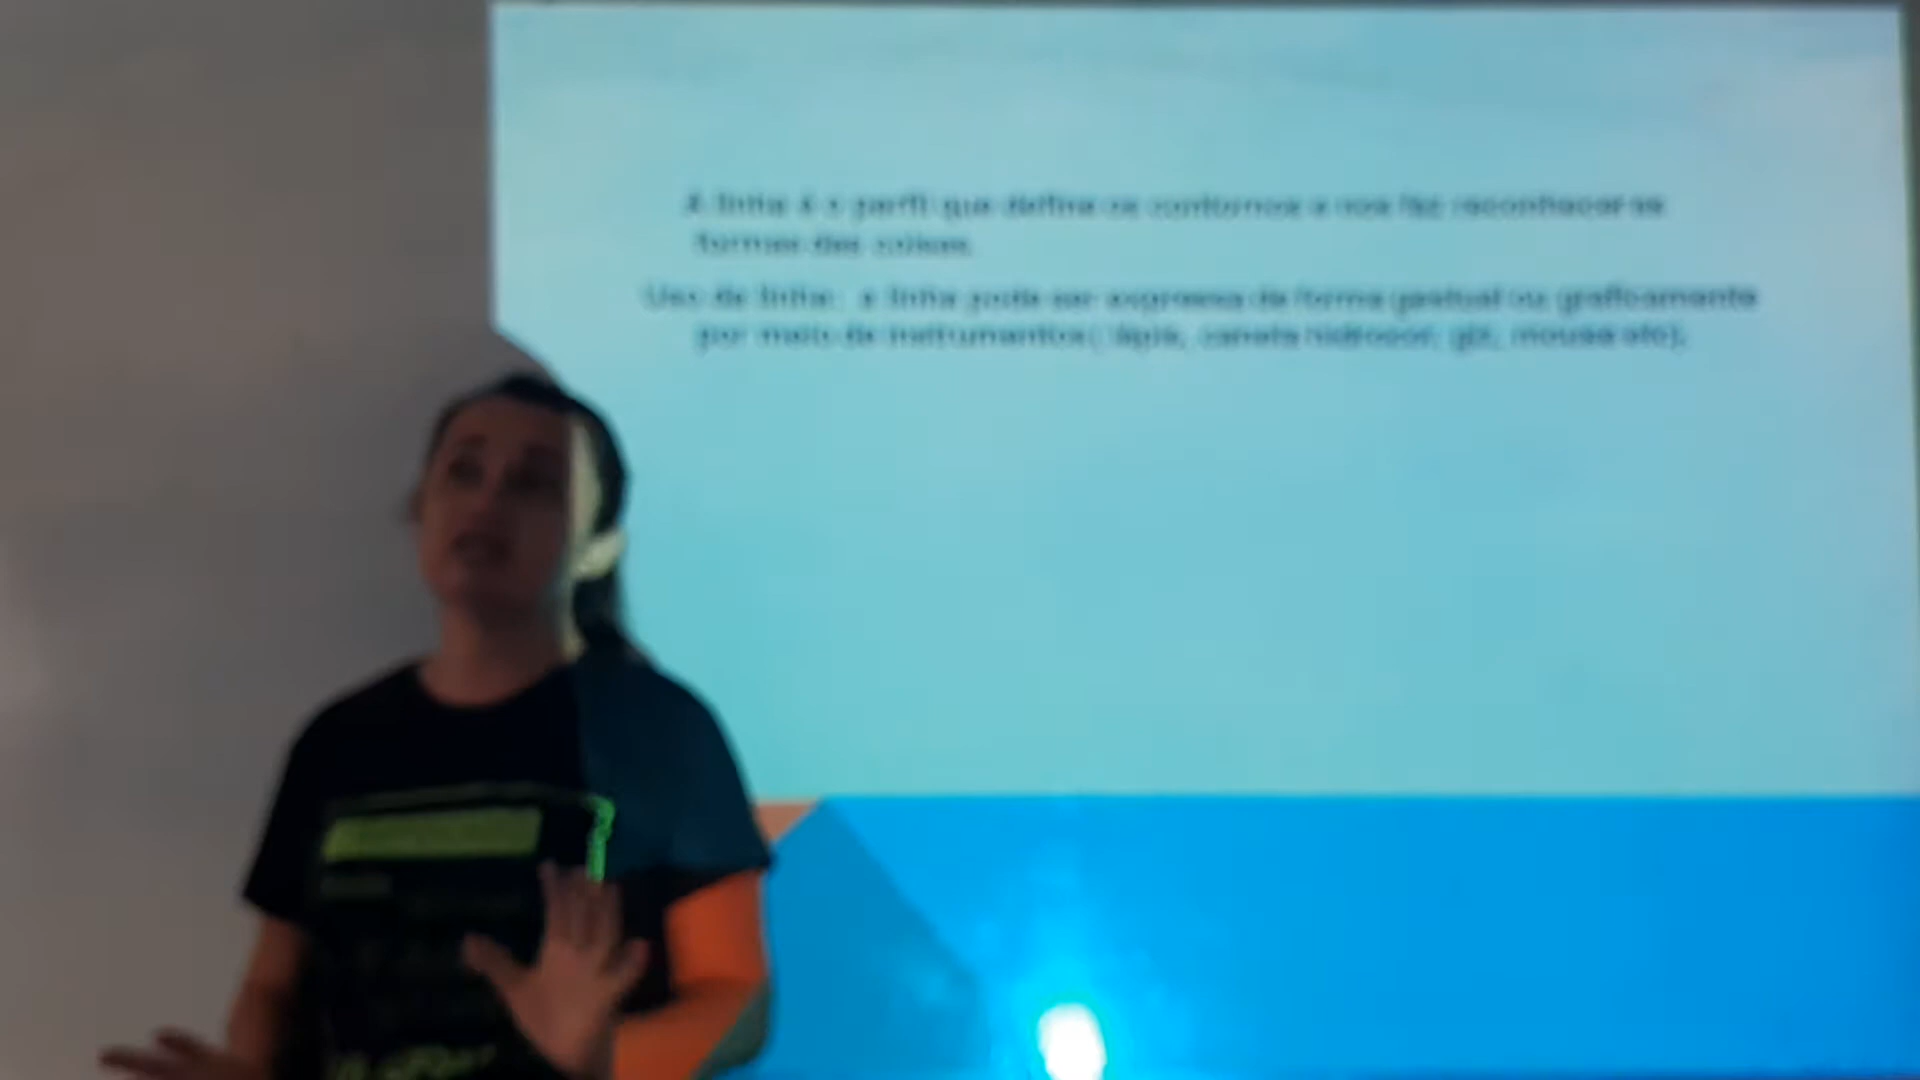 A linha é o perfil que define os contornos e nos faz reconhecer as
formas das coisas.
Uso de linha: a linha pode ser expressa de forma gestual ou graficamente
por meio de instrumentos( lápis, caneta hidrocor, giz, mouse etc).